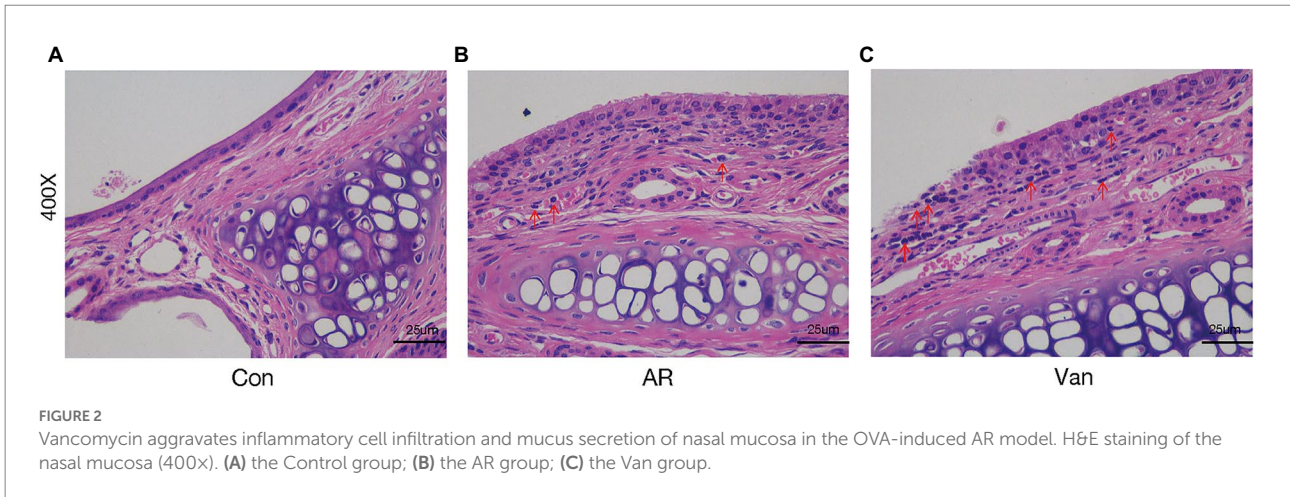 A
B
C
400X
25um
25um
25um
Con
AR
Van
FIGURE 2
Vancomycin aggravates inflammatory cell infiltration and mucus secretion of nasal mucosa in the OVA-induced AR model. H&E staining of the
nasal mucosa (400×). (A) the Control group; (B) the AR group; (C) the Van group.